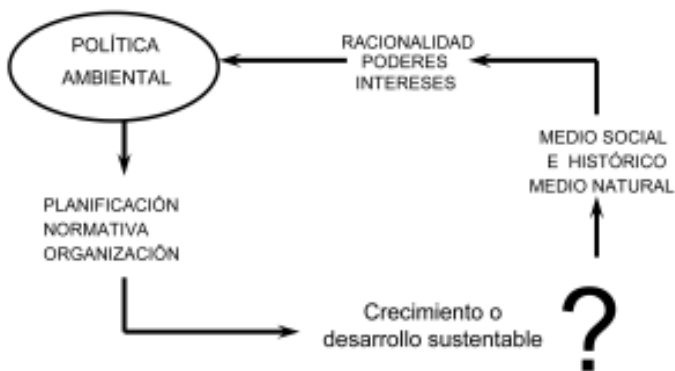 POLÍTICA
AMBIENTAL
RACIONALIDAD
PODERES
INTERESES
MEDIO SOCIAL
E HISTÓRICO
MEDIO NATURAL
PLANIFICACIÓN
NORMATIVA
ORGANIZACIÓN
Crecimiento o
desarrollo sustentable ?